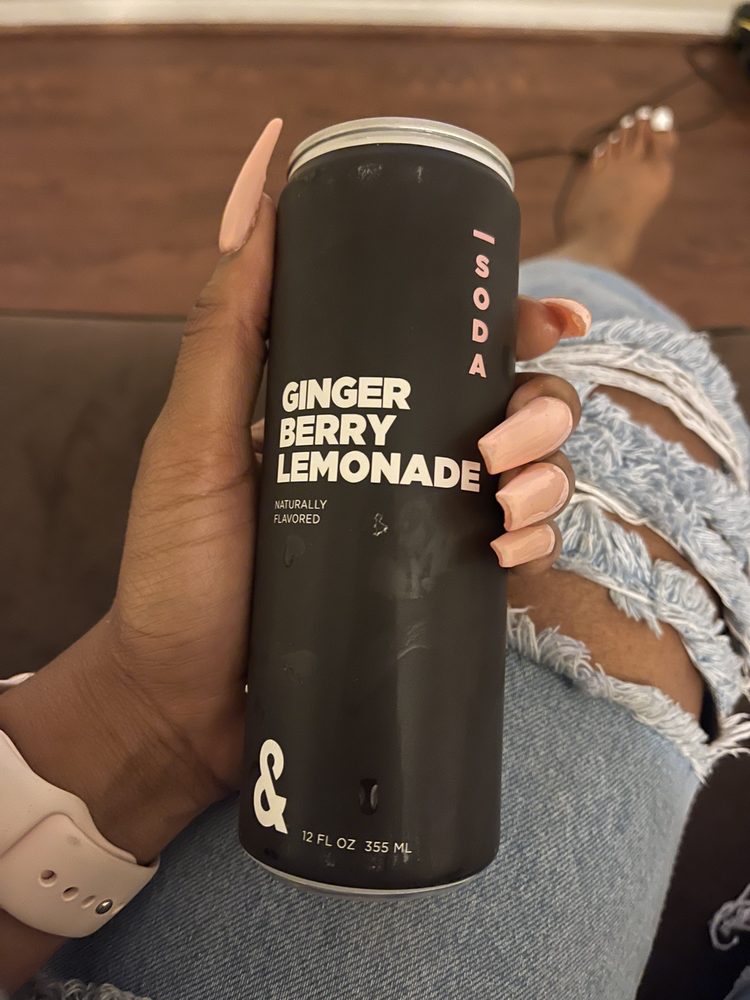 SODA
GINGER
BERRY
LEMONADE
NATURALLY
FLAVORED
&
12 FL OZ 355 ML